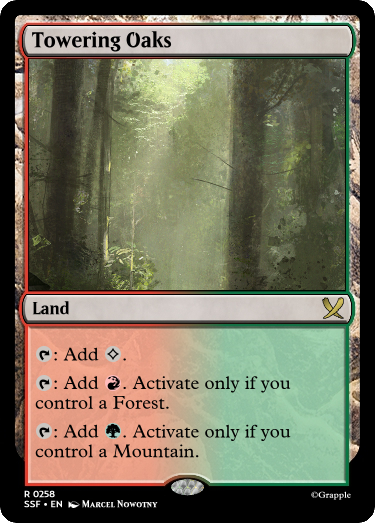 Towering Oaks
Land
: Add .
: Add . Activate only if you
control a Forest.
: Add . Activate only if you
control a Mountain.
R 0258
SSF • EN Marcel Nowotny
©Grapple